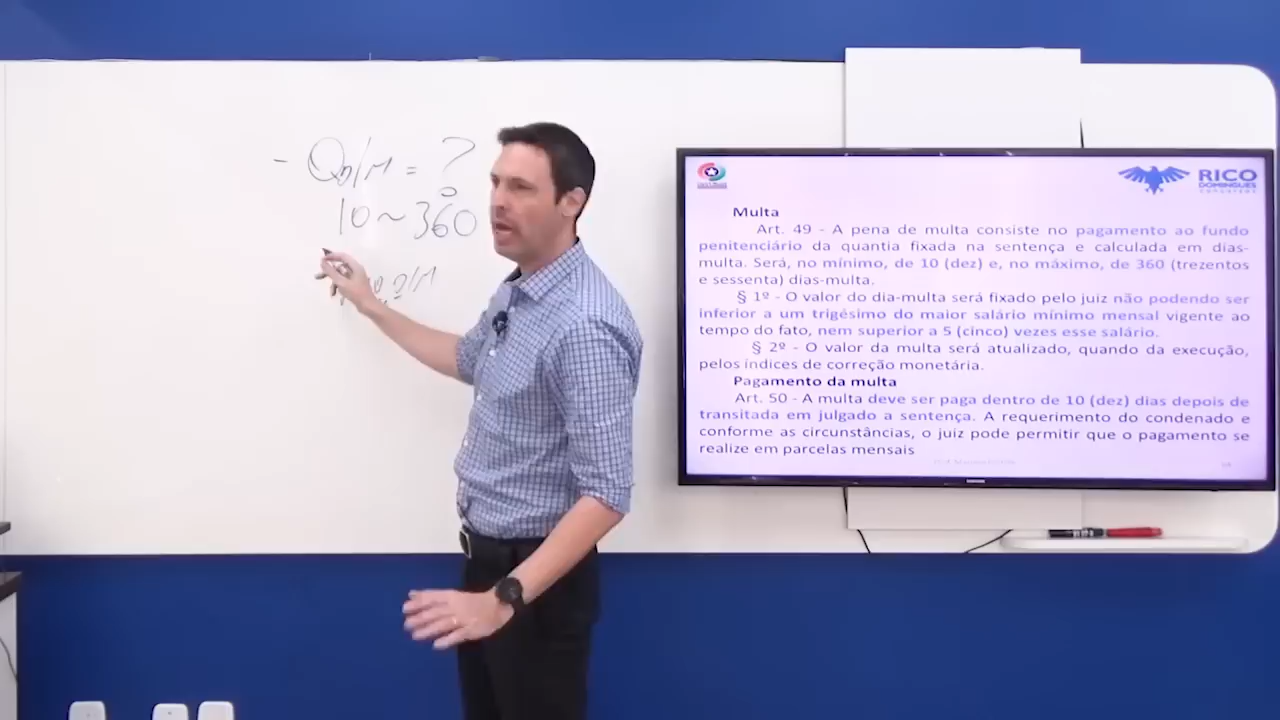 - QD/M = ?
10 ~ 360
D/M
RICO
DOMINGUES
CONCURSOS
Multa
Art. 49 - A pena de multa consiste no pagamento ao fundo
penitenciário da quantia fixada na sentença e calculada em dias-
multa. Será, no mínimo, de 10 (dez) e, no máximo, de 360 (trezentos
e sessenta) dias-multa.
§ 1º - O valor do dia-multa será fixado pelo juiz não podendo ser
inferior a um trigésimo do maior salário mínimo mensal vigente ao
tempo do fato, nem superior a 5 (cinco) vezes esse salário.
§ 2º - O valor da multa será atualizado, quando da execução,
pelos índices de correção monetária.
Pagamento da multa
Art. 50 - A multa deve ser paga dentro de 10 (dez) dias depois de
transitada em julgado a sentença. A requerimento do condenado e
conforme as circunstâncias, o juiz pode permitir que o pagamento se
realize em parcelas mensais
SAMSUNG